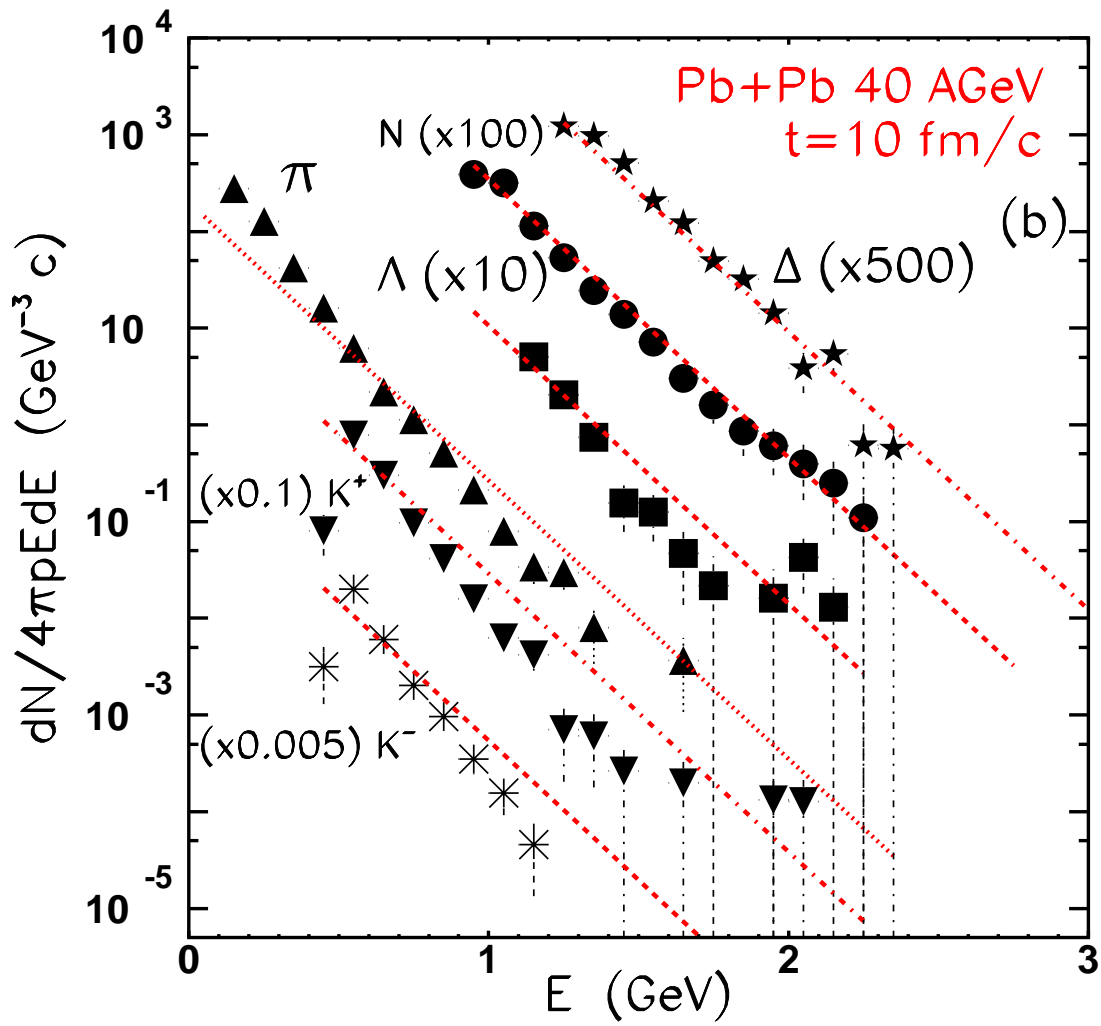 10⁴
Pb+Pb 40 AGeV
10³
N (x100)
t=10 fm/c
π
(b)
Λ (x10)
Δ (x500)
10
(x0.1) K⁺
10⁻¹
10⁻³
(x0.005) K⁻
10⁻⁵
0 1 2 3
E (GeV)
dN/4πpEdE (GeV⁻³ c)